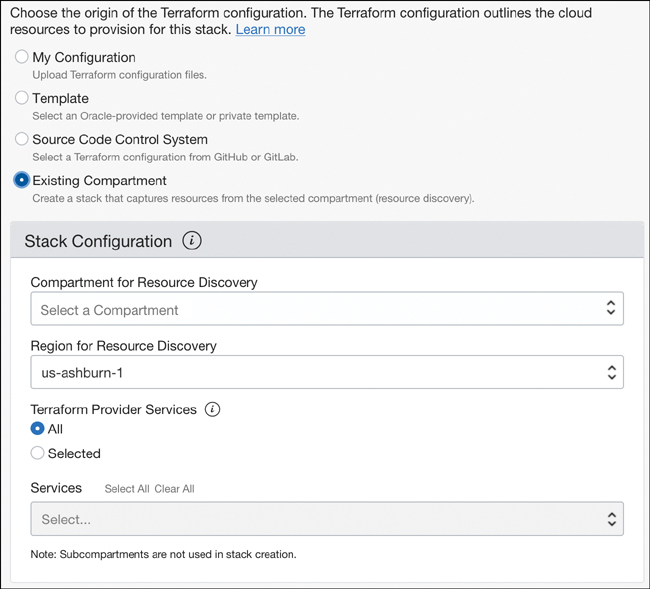 Choose the origin of the Terraform configuration. The Terraform configuration outlines the cloud
resources to provision for this stack. Learn more
My Configuration
Upload Terraform configuration files.
Template
Select an Oracle-provided template or private template.
Source Code Control System
Select a Terraform configuration from GitHub or GitLab.
Existing Compartment
Create a stack that captures resources from the selected compartment (resource discovery).
Stack Configuration i
Compartment for Resource Discovery
Select a Compartment
Region for Resource Discovery
us-ashburn-1
Terraform Provider Services i
All
Selected
Services Select All Clear All
Select...
Note: Subcompartments are not used in stack creation.